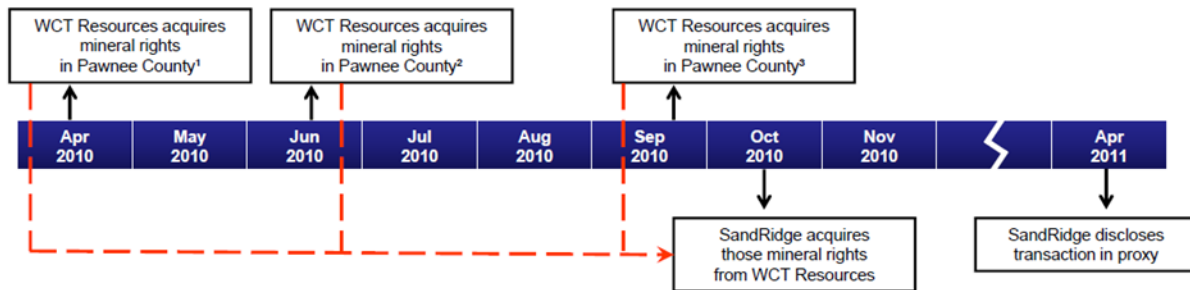 WCT Resources acquires
mineral rights
in Pawnee County¹
WCT Resources acquires
mineral rights
in Pawnee County²
WCT Resources acquires
mineral rights
in Pawnee County³
Apr
2010
May
2010
Jun
2010
Jul
2010
Aug
2010
Sep
2010
Oct
2010
Nov
2010
Apr
2011
SandRidge acquires
those mineral rights
from WCT Resources
SandRidge discloses
transaction in proxy